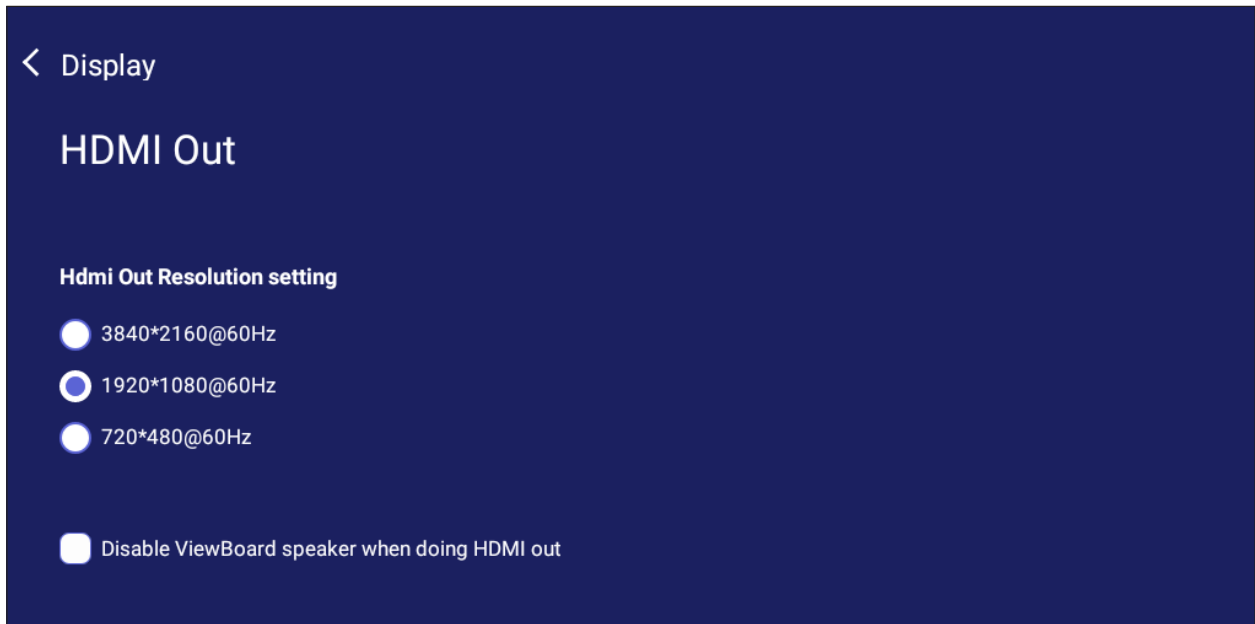 Display
HDMI Out
Hdmi Out Resolution setting
3840*2160@60Hz
1920*1080@60Hz
720*480@60Hz
Disable ViewBoard speaker when doing HDMI out